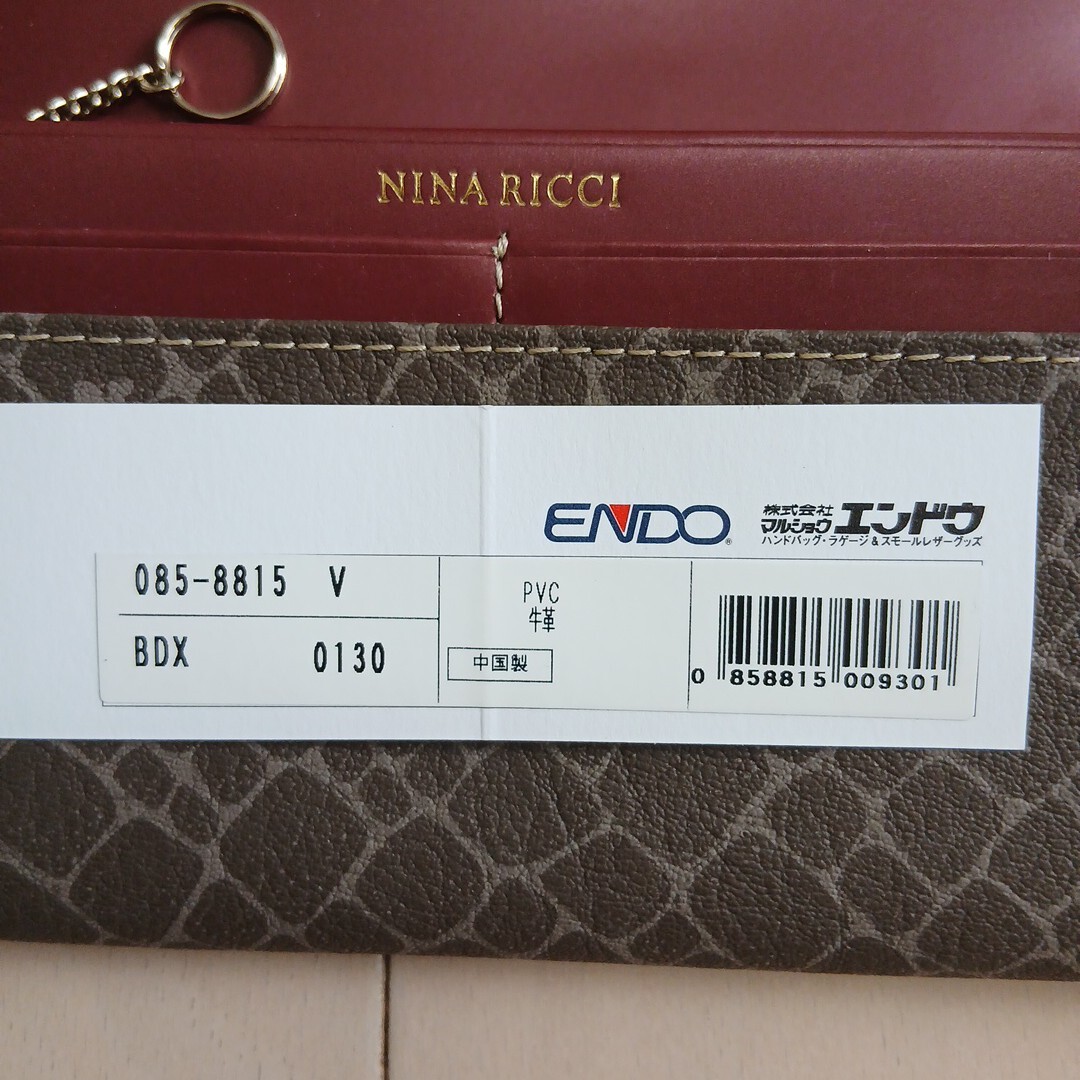 NINA RICCI
ENDO®
株式会社
マルショウ エンドウ
ハンドバッグ・ラゲージ&スモールレザーグッズ
085-8815 V
BDX 0130
PVC
牛革
中国製
0 858815 009301